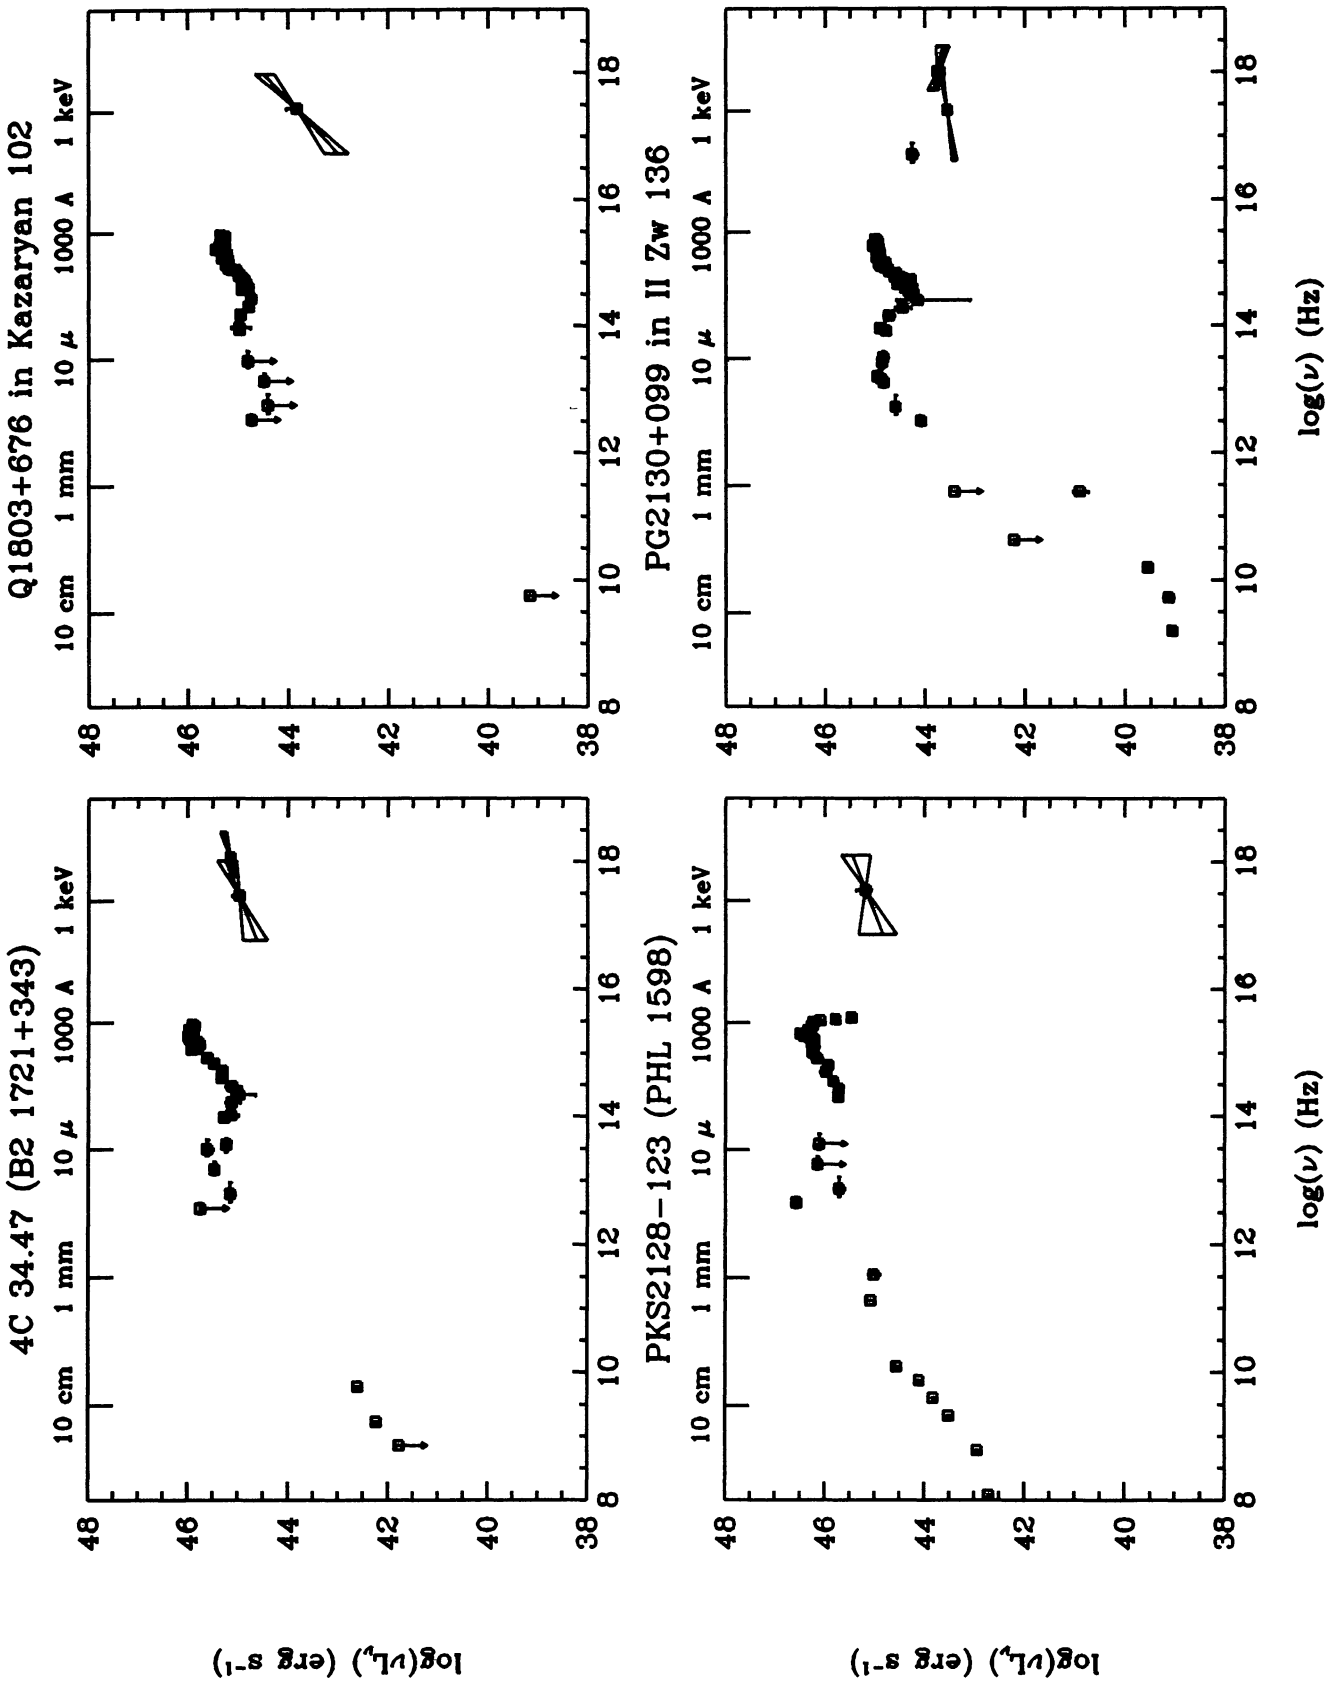 4C 34.47 (B2 1721+343)
10 cm 1 mm 10 μ 1000 A 1 keV
48
46
44
42
40
38
8 10 12 14 16 18
Q1803+676 in Kazaryan 102
10 cm 1 mm 10 μ 1000 A 1 keV
48
46
44
42
40
38
8 10 12 14 16 18
PKS2128−123 (PHL 1598)
10 cm 1 mm 10 μ 1000 A 1 keV
48
46
44
42
40
38
8 10 12 14 16 18
log(ν) (Hz)
PG2130+099 in II Zw 136
10 cm 1 mm 10 μ 1000 A 1 keV
48
46
44
42
40
38
8 10 12 14 16 18
log(ν) (Hz)
log(νLν) (erg s⁻¹)
log(νLν) (erg s⁻¹)